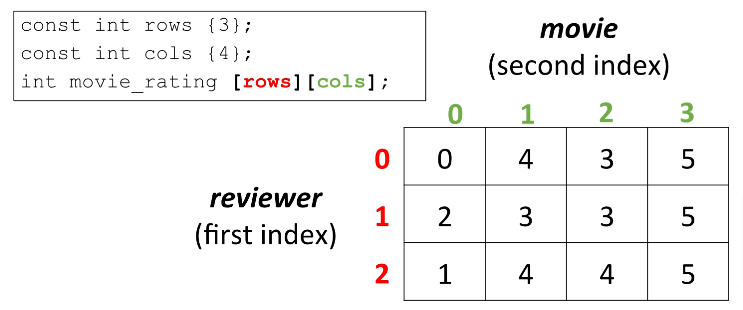 const int rows {3};
const int cols {4};
int movie_rating [rows][cols];
movie
(second index)
0 1 2 3
reviewer
(first index)
0 0 4 3 5
1 2 3 3 5
2 1 4 4 5